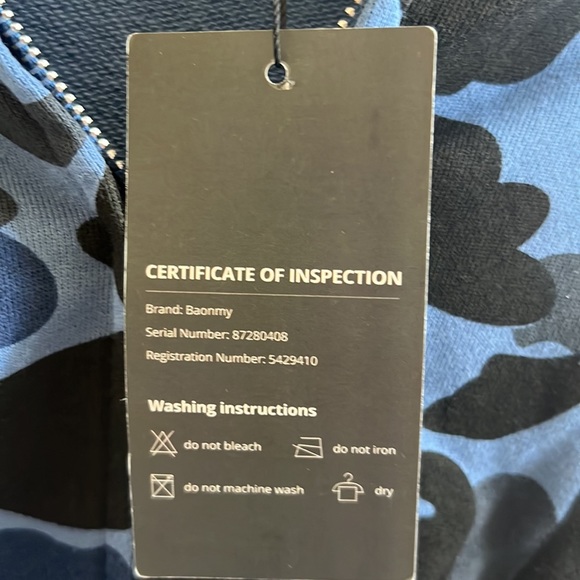 CERTIFICATE OF INSPECTION
Brand: Baonmy
Serial Number: 87280408
Registration Number: 5429410
Washing instructions
do not bleach do not iron
do not machine wash dry